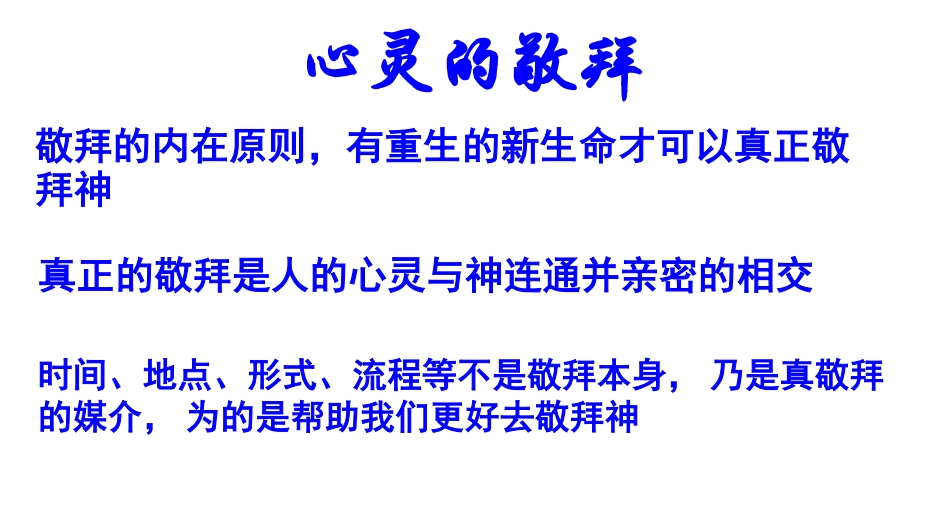 心灵的敬拜
敬拜的内在原则，有重生的新生命才可以真正敬
拜神
真正的敬拜是人的心灵与神连通并亲密的相交
时间、地点、形式、流程等不是敬拜本身， 乃是真敬拜
的媒介， 为的是帮助我们更好去敬拜神